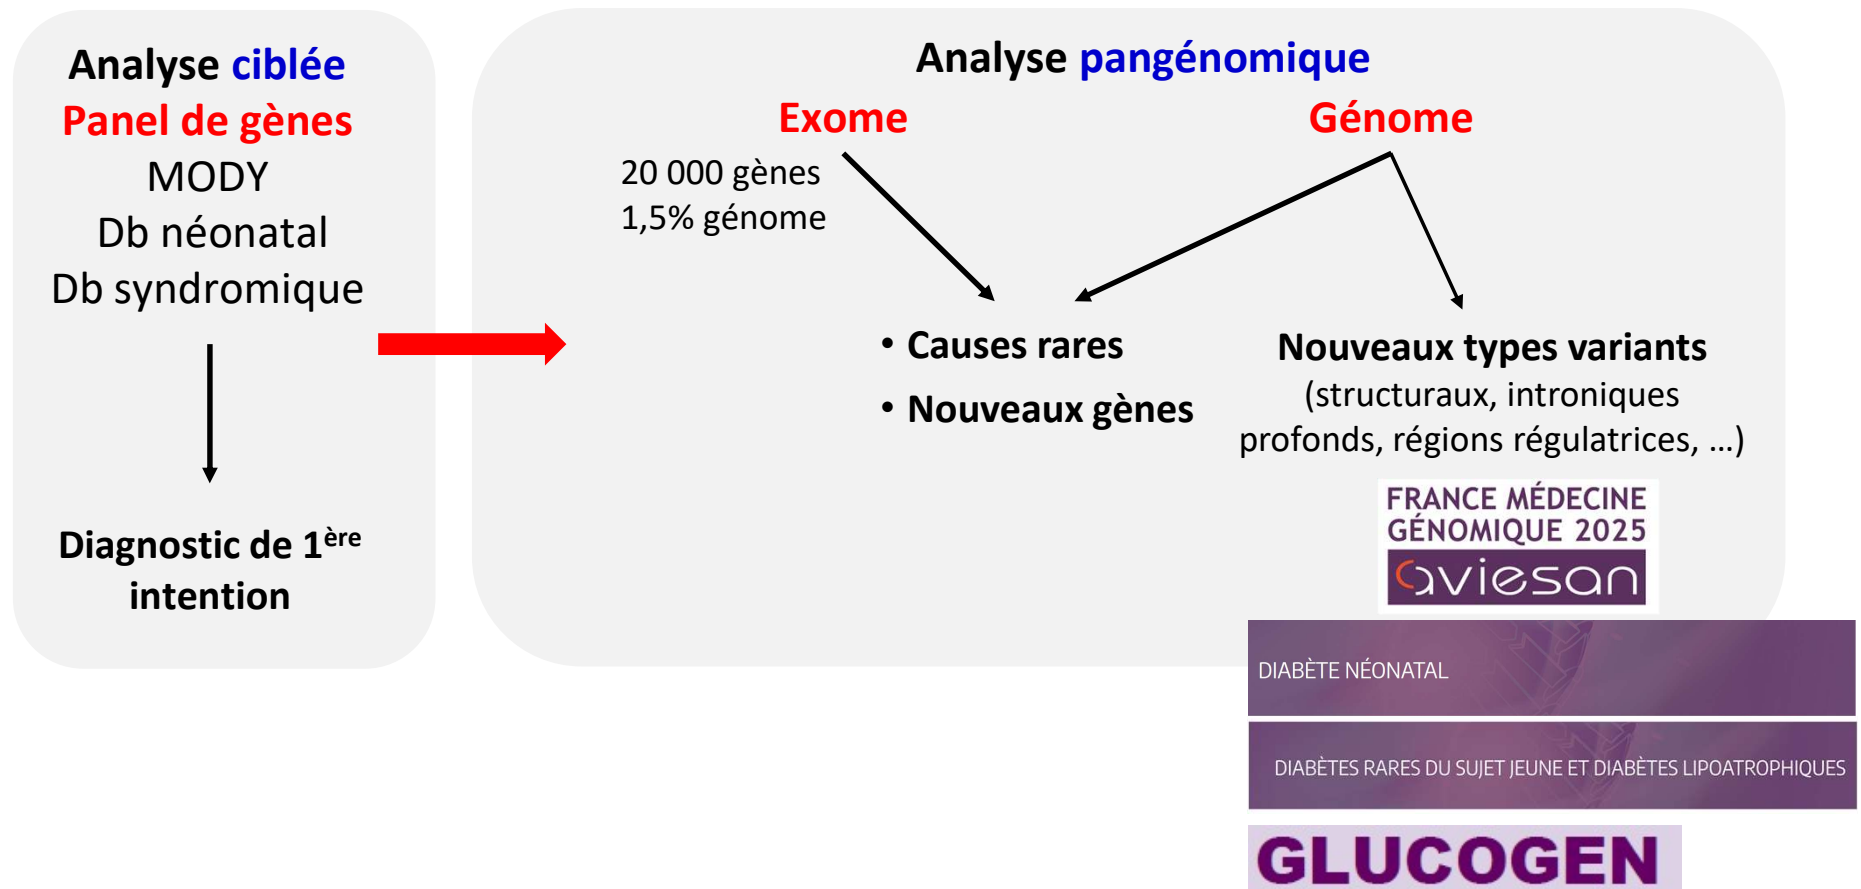 Analyse ciblée
Panel de gènes
MODY
Db néonatal
Db syndromique
Diagnostic de 1ère
intention
Analyse pangénomique
Exome
Génome
20 000 gènes
1,5% génome
• Causes rares
• Nouveaux gènes
Nouveaux types variants
(structuraux, introniques
profonds, régions régulatrices, …)
FRANCE MÉDECINE
GÉNOMIQUE 2025
aviesan
DIABÈTE NÉONATAL
DIABÈTES RARES DU SUJET JEUNE ET DIABÈTES LIPOATROPHIQUES
GLUCOGEN